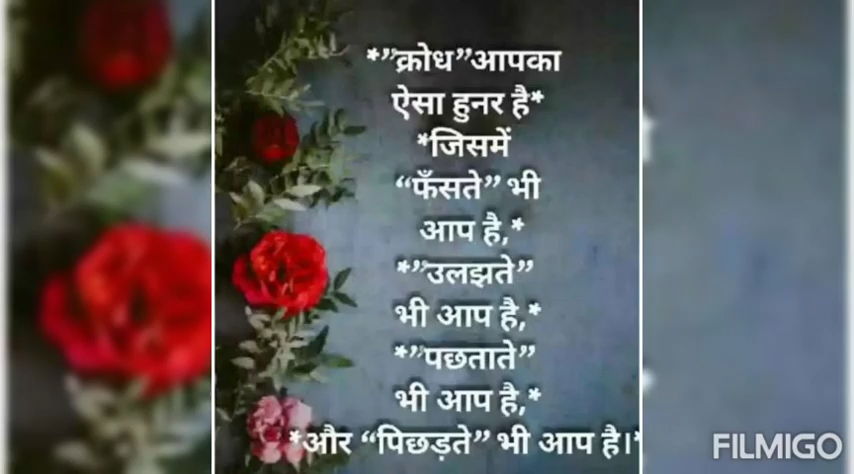 *”क्रोध”आपका
ऐसा हुनर है*
*जिसमें
“फँसते” भी
आप है,*
*”उलझते”
भी आप है,*
*”पछताते”
भी आप है,*
*और “पिछड़ते” भी आप है।*
FILMIGO